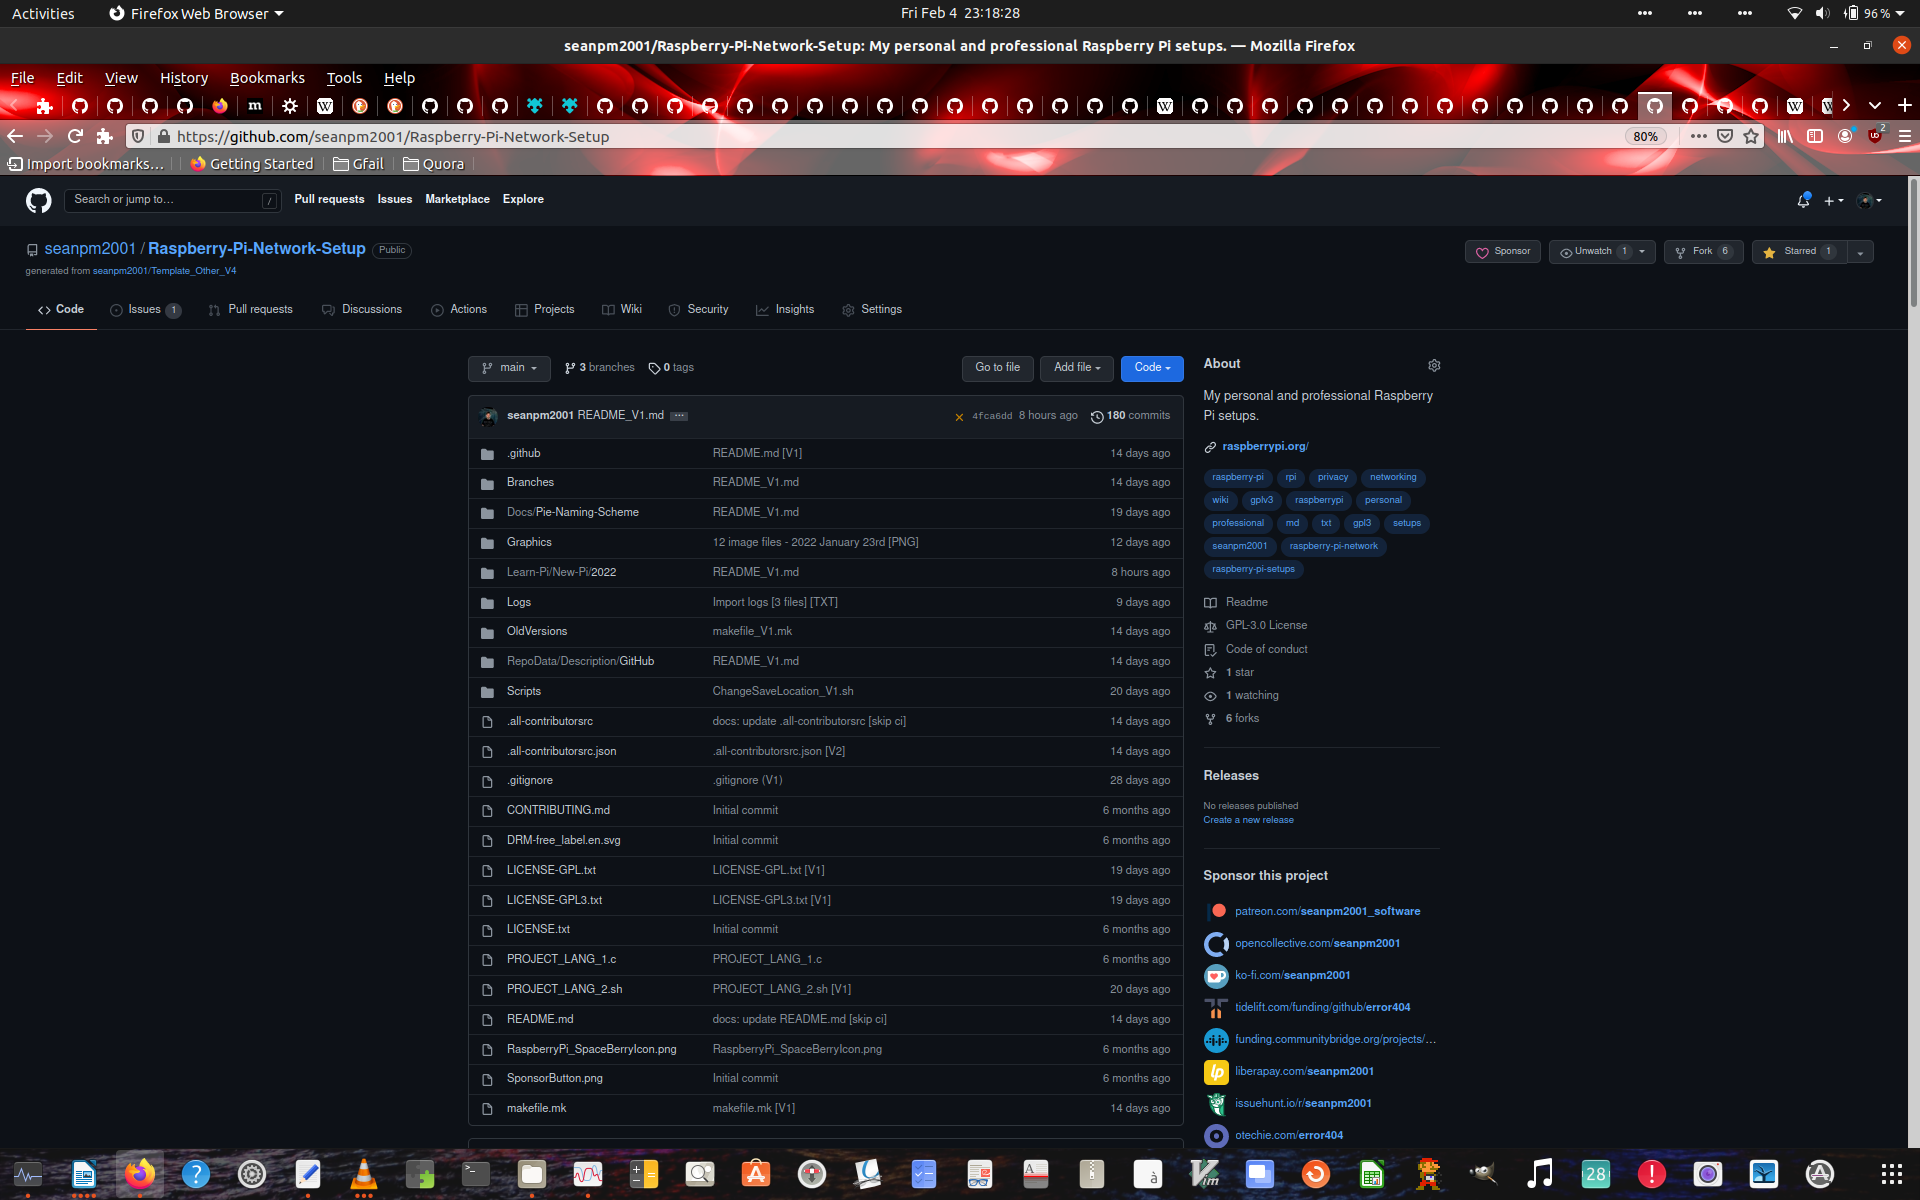 Activities Firefox Web Browser Fri Feb 4 23:18:28 96 %
seanpm2001/Raspberry-Pi-Network-Setup: My personal and professional Raspberry Pi setups. — Mozilla Firefox
File Edit View History Bookmarks Tools Help
https://github.com/seanpm2001/Raspberry-Pi-Network-Setup 80% 2
Import bookmarks… Getting Started Gfail Quora
Search or jump to… / Pull requests Issues Marketplace Explore
seanpm2001 / Raspberry-Pi-Network-Setup Public Sponsor Unwatch 1 Fork 6 Starred 1
generated from seanpm2001/Template_Other_V4
Code Issues 1 Pull requests Discussions Actions Projects Wiki Security Insights Settings
main 3 branches 0 tags Go to file Add file Code
seanpm2001 README_V1.md ... 4fca6dd 8 hours ago 180 commits
.github README.md [V1] 14 days ago
Branches README_V1.md 14 days ago
Docs/Pie-Naming-Scheme README_V1.md 19 days ago
Graphics 12 image files - 2022 January 23rd [PNG] 12 days ago
Learn-Pi/New-Pi/2022 README_V1.md 8 hours ago
Logs Import logs [3 files] [TXT] 9 days ago
OldVersions makefile_V1.mk 14 days ago
RepoData/Description/GitHub README_V1.md 14 days ago
Scripts ChangeSaveLocation_V1.sh 20 days ago
.all-contributorsrc docs: update .all-contributorsrc [skip ci] 14 days ago
.all-contributorsrc.json .all-contributorsrc.json [V2] 14 days ago
.gitignore .gitignore (V1) 28 days ago
CONTRIBUTING.md Initial commit 6 months ago
DRM-free_label.en.svg Initial commit 6 months ago
LICENSE-GPL.txt LICENSE-GPL.txt [V1] 19 days ago
LICENSE-GPL3.txt LICENSE-GPL3.txt [V1] 19 days ago
LICENSE.txt Initial commit 6 months ago
PROJECT_LANG_1.c PROJECT_LANG_1.c 6 months ago
PROJECT_LANG_2.sh PROJECT_LANG_2.sh [V1] 20 days ago
README.md docs: update README.md [skip ci] 14 days ago
RaspberryPi_SpaceBerryIcon.png RaspberryPi_SpaceBerryIcon.png 6 months ago
SponsorButton.png Initial commit 6 months ago
makefile.mk makefile.mk [V1] 14 days ago
About
My personal and professional Raspberry
Pi setups.
raspberrypi.org/
raspberry-pi rpi privacy networking
wiki gplv3 raspberrypi personal
professional md txt gpl3 setups
seanpm2001 raspberry-pi-network
raspberry-pi-setups
Readme
GPL-3.0 License
Code of conduct
1 star
1 watching
6 forks
Releases
No releases published
Create a new release
Sponsor this project
patreon.com/seanpm2001_software
opencollective.com/seanpm2001
ko-fi.com/seanpm2001
tidelift.com/funding/github/error404
funding.communitybridge.org/projects/…
liberapay.com/seanpm2001
issuehunt.io/r/seanpm2001
otechie.com/error404
28